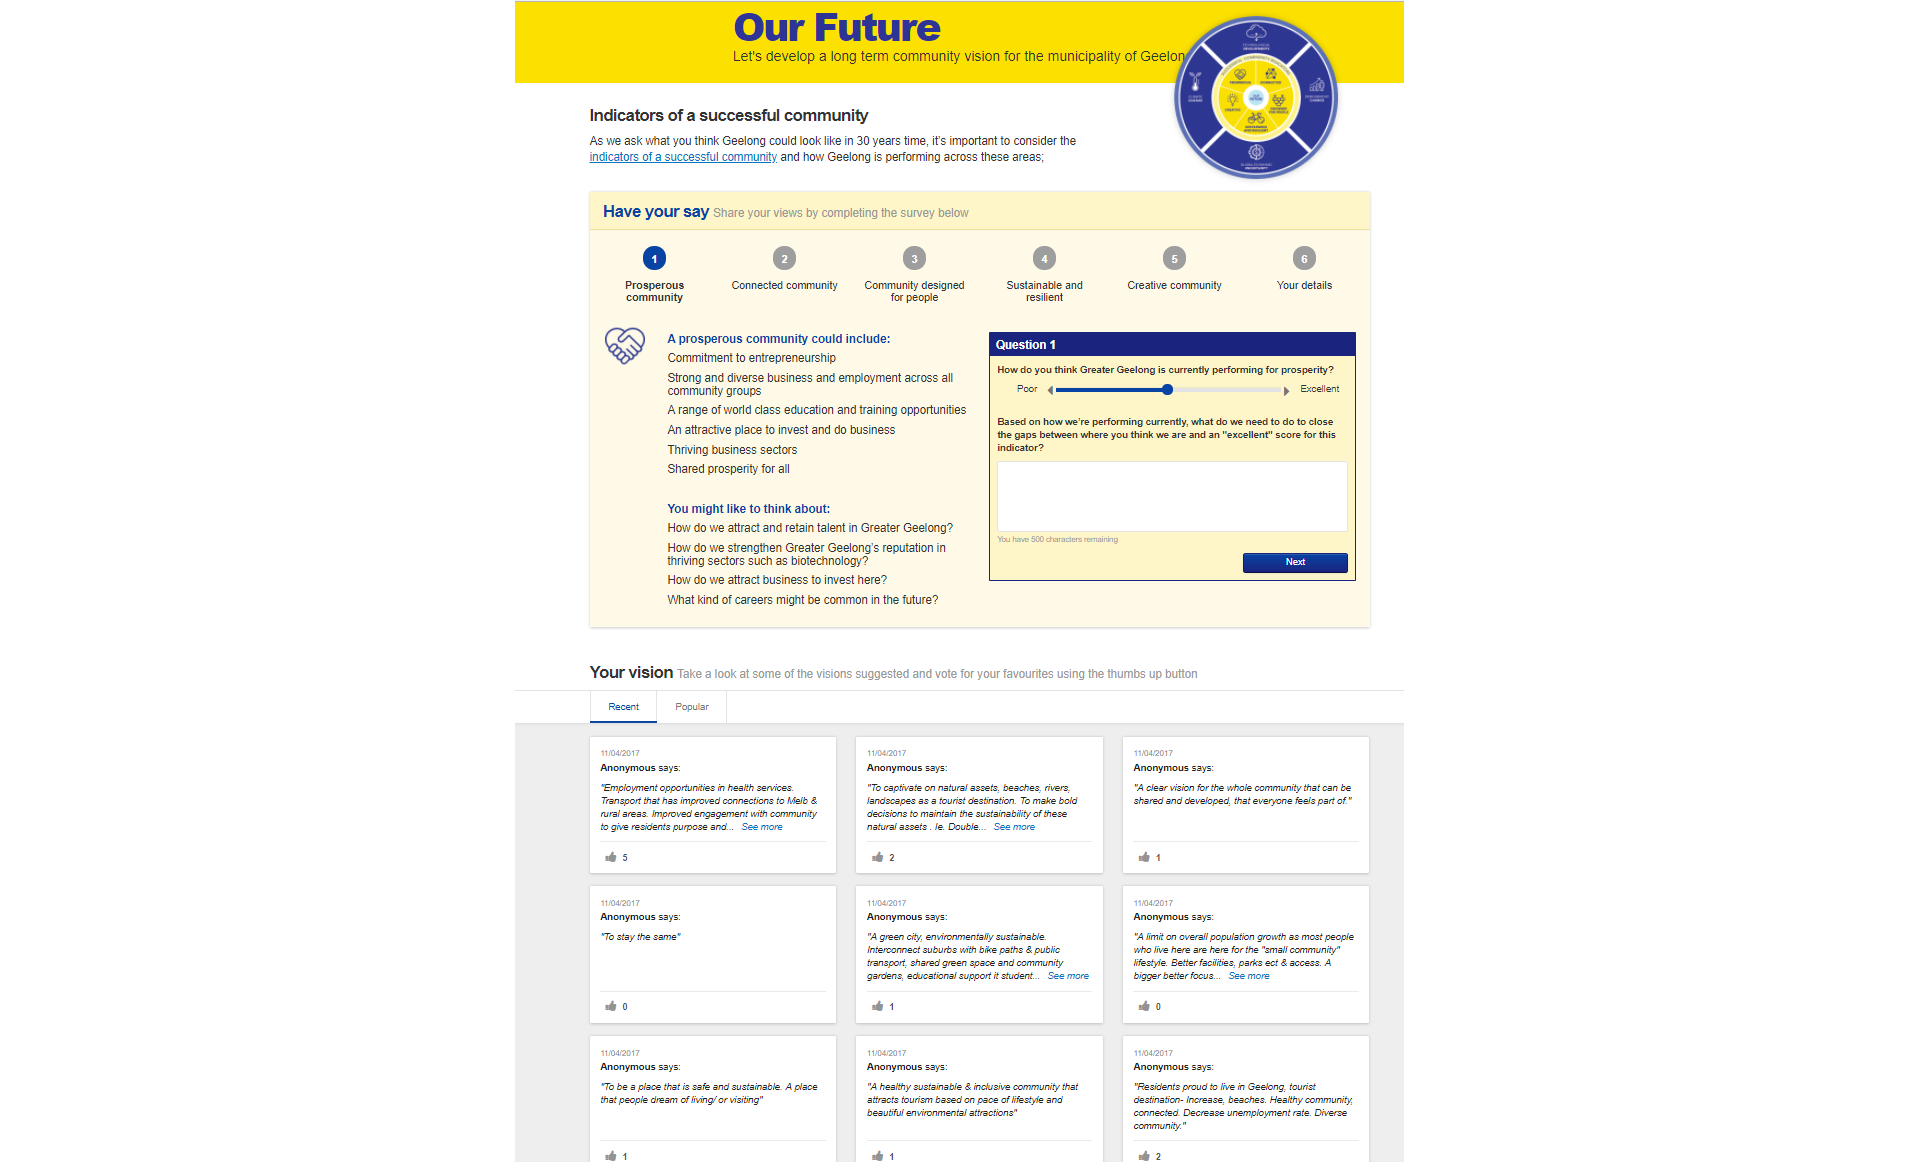 Our Future
Let's develop a long term community vision for the municipality of Geelon
Indicators of a successful community
As we ask what you think Geelong could look like in 30 years time, it's important to consider the
indicators of a successful community and how Geelong is performing across these areas;
Have your say Share your views by completing the survey below
1 2 3 4 5 6
Prosperous community
Connected community
Community designed for people
Sustainable and resilient
Creative community
Your details
A prosperous community could include:
Commitment to entrepreneurship
Strong and diverse business and employment across all
community groups
A range of world class education and training opportunities
An attractive place to invest and do business
Thriving business sectors
Shared prosperity for all
You might like to think about:
How do we attract and retain talent in Greater Geelong?
How do we strengthen Greater Geelong's reputation in
thriving sectors such as biotechnology?
How do we attract business to invest here?
What kind of careers might be common in the future?
Question 1
How do you think Greater Geelong is currently performing for prosperity?
Poor Excellent
Based on how we're performing currently, what do we need to do to close
the gaps between where you think we are and an "excellent" score for this
indicator?
You have 500 characters remaining
Next
Your vision Take a look at some of the visions suggested and vote for your favourites using the thumbs up button
Recent Popular
11/04/2017
Anonymous says:
"Employment opportunities in health services.
Transport that has improved connections to Melb &
rural areas. Improved engagement with community
to give residents purpose and... See more
5
11/04/2017
Anonymous says:
"To captivate on natural assets, beaches, rivers,
landscapes as a tourist destination. To make bold
decisions to maintain the sustainability of these
natural assets . Ie. Double... See more
2
11/04/2017
Anonymous says:
"A clear vision for the whole community that can be
shared and developed, that everyone feels part of."
1
11/04/2017
Anonymous says:
"To stay the same"
0
11/04/2017
Anonymous says:
"A green city, environmentally sustainable.
Interconnect suburbs with bike paths & public
transport, shared green space and community
gardens, educational support it student... See more
1
11/04/2017
Anonymous says:
"A limit on overall population growth as most people
who live here are here for the "small community"
lifestyle. Better facilities, parks ect & access. A
bigger better focus... See more
0
11/04/2017
Anonymous says:
"To be a place that is safe and sustainable. A place
that people dream of living/ or visiting"
1
11/04/2017
Anonymous says:
"A healthy sustainable & inclusive community that
attracts tourism based on pace of lifestyle and
beautiful environmental attractions"
1
11/04/2017
Anonymous says:
"Residents proud to live in Geelong, tourist
destination- Increase, beaches. Healthy community,
connected. Decrease unemployment rate. Diverse
community."
2